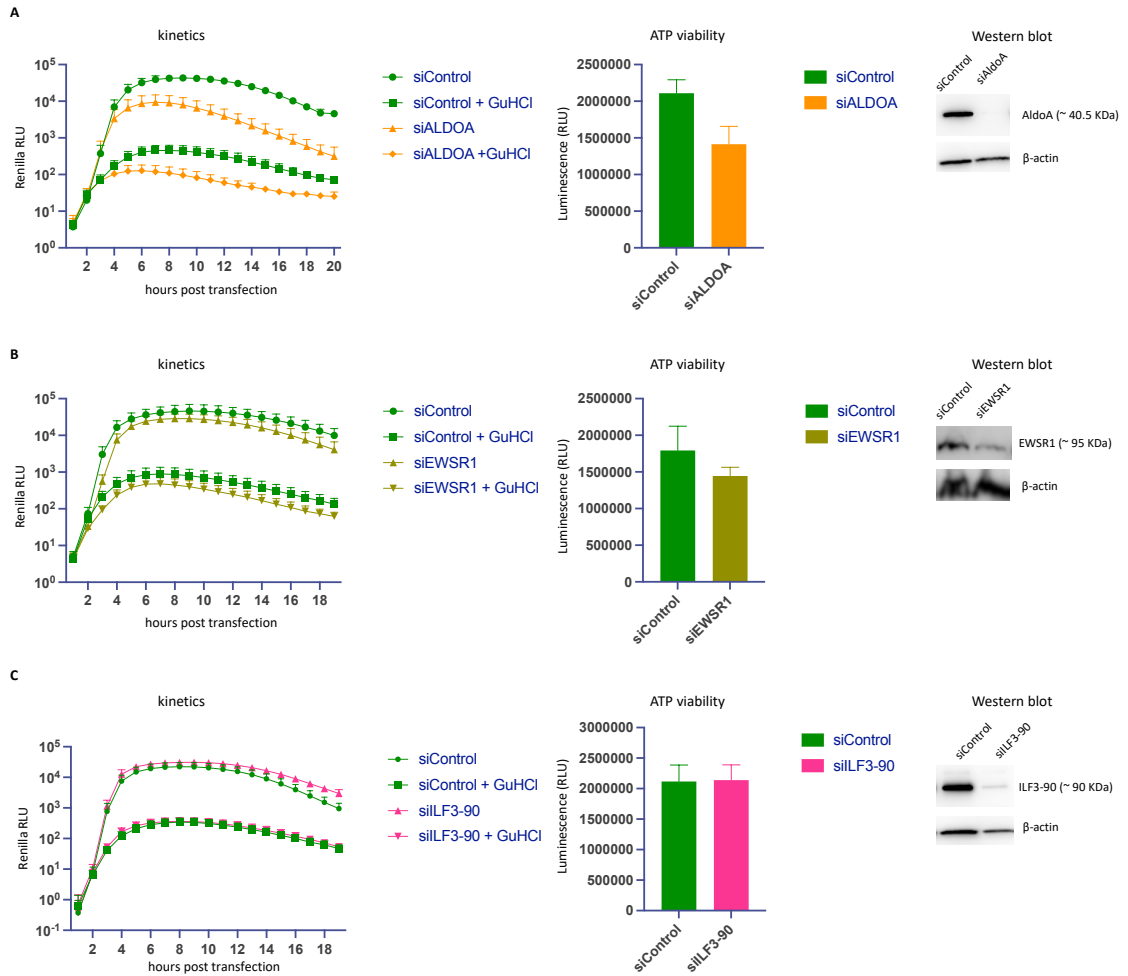 A
kinetics
Renilla RLU
10^5
10^4
10^3
10^2
10^1
10^0
2 4 6 8 10 12 14 16 18 20
hours post transfection
siControl
siControl + GuHCl
siALDOA
siALDOA +GuHCl
ATP viability
Luminescence (RLU)
2500000
2000000
1500000
1000000
500000
0
siControl
siALDOA
siControl
siALDOA
Western blot
siControl
siAldoA
AldoA (~ 40.5 KDa)
β-actin
B
kinetics
Renilla RLU
10^5
10^4
10^3
10^2
10^1
10^0
2 4 6 8 10 12 14 16 18
hours post transfection
siControl
siControl + GuHCl
siEWSR1
siEWSR1 + GuHCl
ATP viability
Luminescence (RLU)
2500000
2000000
1500000
1000000
500000
0
siControl
siEWSR1
siControl
siEWSR1
Western blot
siControl
siEWSR1
EWSR1 (~ 95 KDa)
β-actin
C
kinetics
Renilla RLU
10^5
10^4
10^3
10^2
10^1
10^0
10^-1
2 4 6 8 10 12 14 16 18
hours post transfection
siControl
siControl + GuHCl
siILF3-90
siILF3-90 + GuHCl
ATP viability
Luminescence (RLU)
3000000
2500000
2000000
1500000
1000000
500000
0
siControl
siILF3-90
siControl
siILF3-90
Western blot
siControl
siILF3-90
ILF3-90 (~ 90 KDa)
β-actin